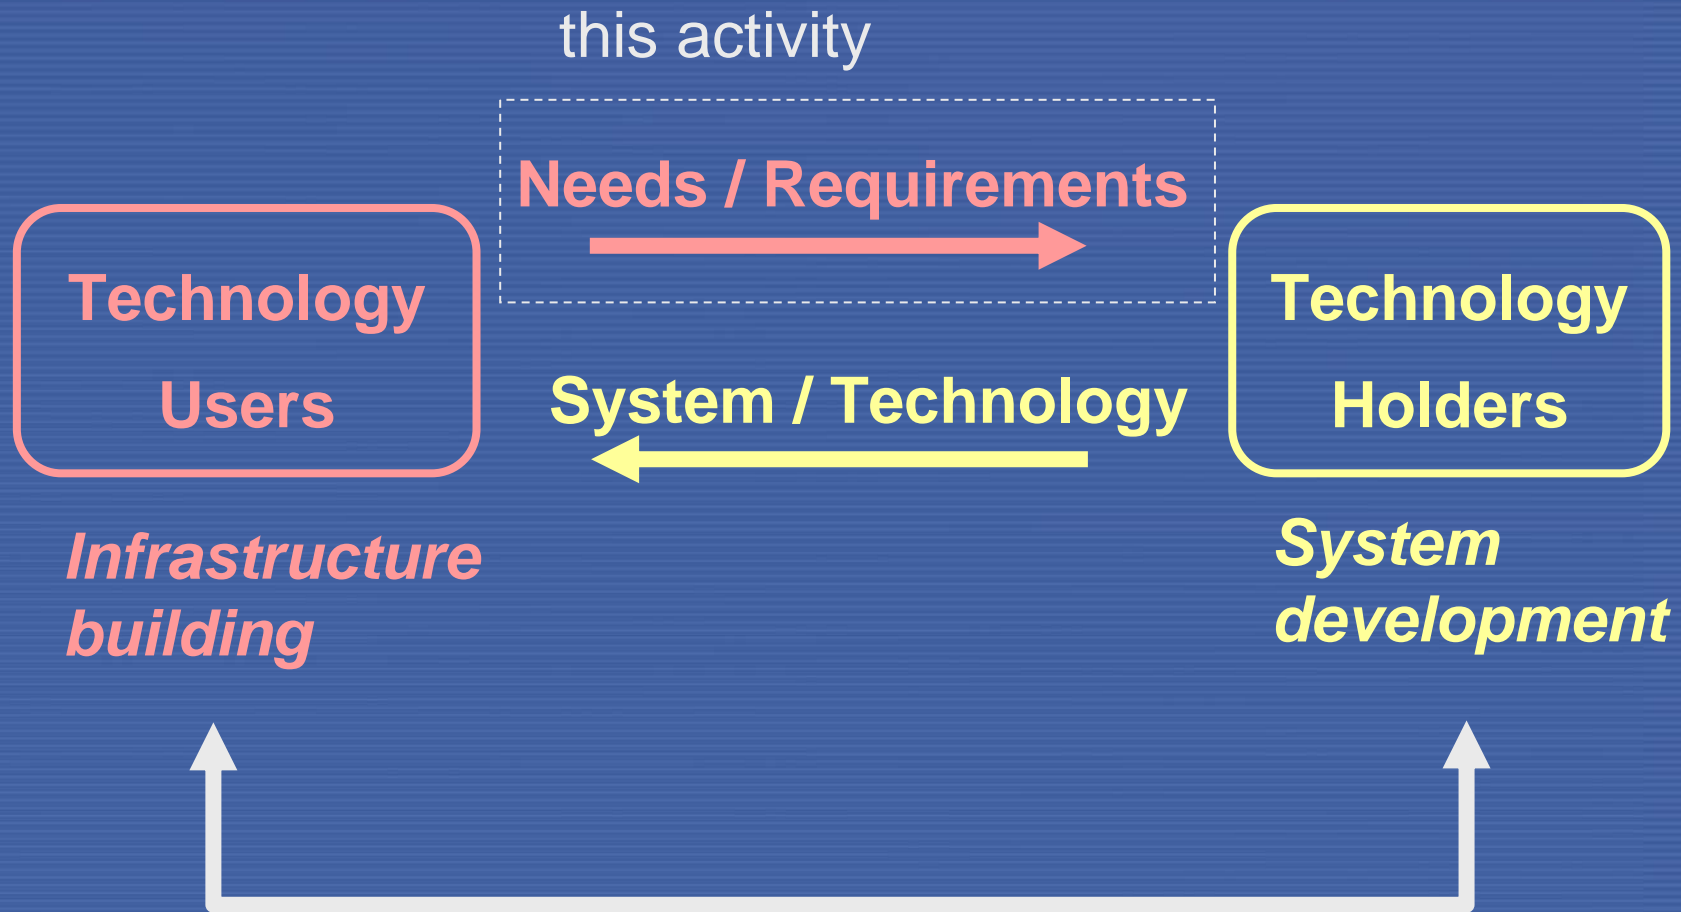 this activity
Needs / Requirements
Technology
Users
System / Technology
Technology
Holders
Infrastructure
building
System
development